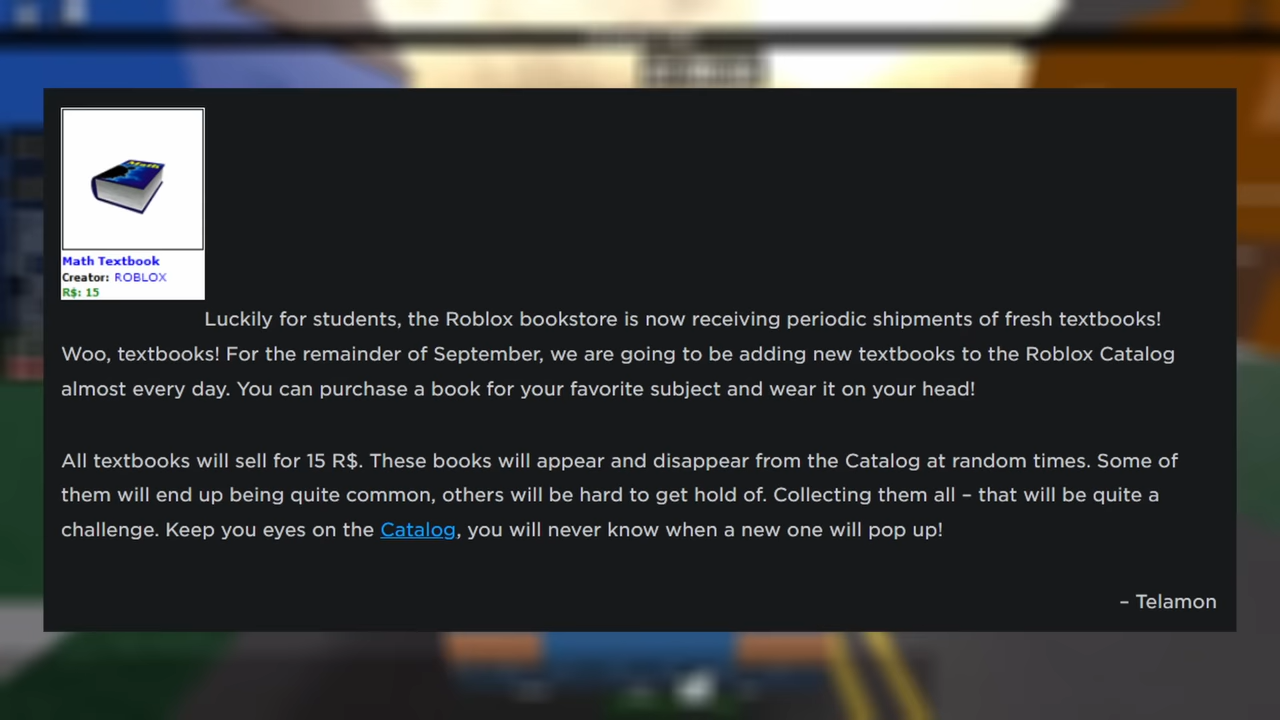 Math
Math Textbook
Creator: ROBLOX
R$: 15
Luckily for students, the Roblox bookstore is now receiving periodic shipments of fresh textbooks!
Woo, textbooks! For the remainder of September, we are going to be adding new textbooks to the Roblox Catalog
almost every day. You can purchase a book for your favorite subject and wear it on your head!
All textbooks will sell for 15 R$. These books will appear and disappear from the Catalog at random times. Some of
them will end up being quite common, others will be hard to get hold of. Collecting them all – that will be quite a
challenge. Keep you eyes on the Catalog, you will never know when a new one will pop up!
– Telamon